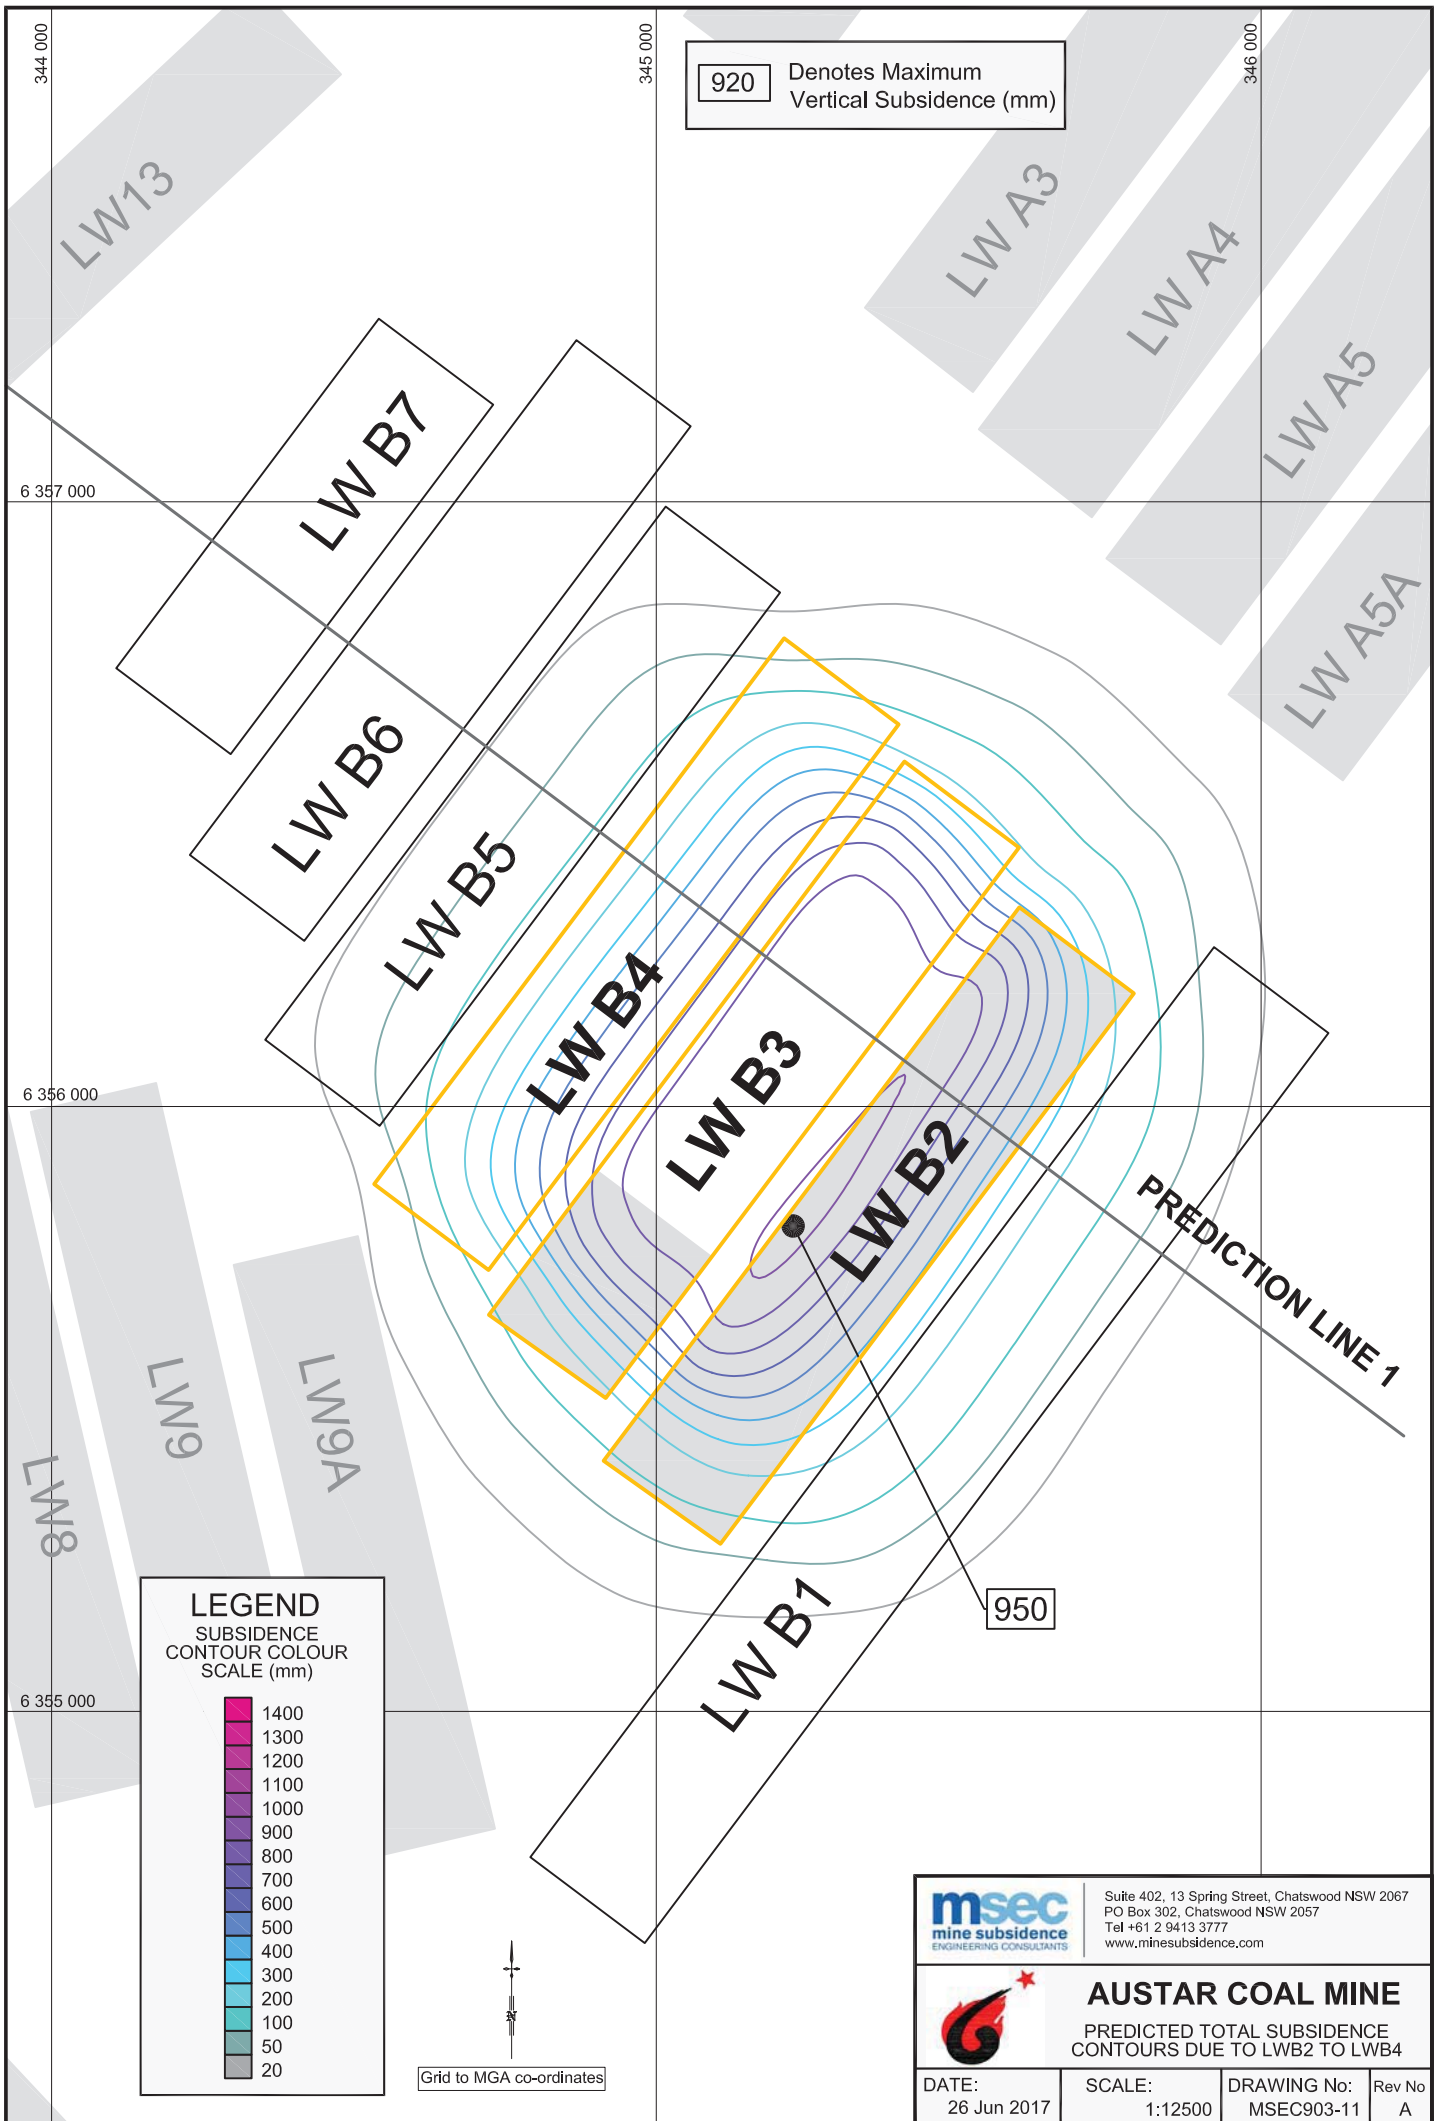 344 000
345 000
346 000
920
Denotes Maximum
Vertical Subsidence (mm)
LW13
LW A3
LW A4
LW A5
LW A5A
LW B7
6 357 000
LW B6
LW B5
LW B4
LW B3
LW B2
6 356 000
PREDICTION LINE 1
LW9
LW9A
LW8
LW B1
950
LEGEND
SUBSIDENCE
CONTOUR COLOUR
SCALE (mm)
6 355 000
1400
1300
1200
1100
1000
900
800
700
600
500
400
300
200
100
50
20
N
Grid to MGA co-ordinates
msec
mine subsidence
ENGINEERING CONSULTANTS
Suite 402, 13 Spring Street, Chatswood NSW 2067
PO Box 302, Chatswood NSW 2057
Tel +61 2 9413 3777
www.minesubsidence.com
AUSTAR COAL MINE
PREDICTED TOTAL SUBSIDENCE
CONTOURS DUE TO LWB2 TO LWB4
DATE:
26 Jun 2017
SCALE:
1:12500
DRAWING No:
MSEC903-11
Rev No
A